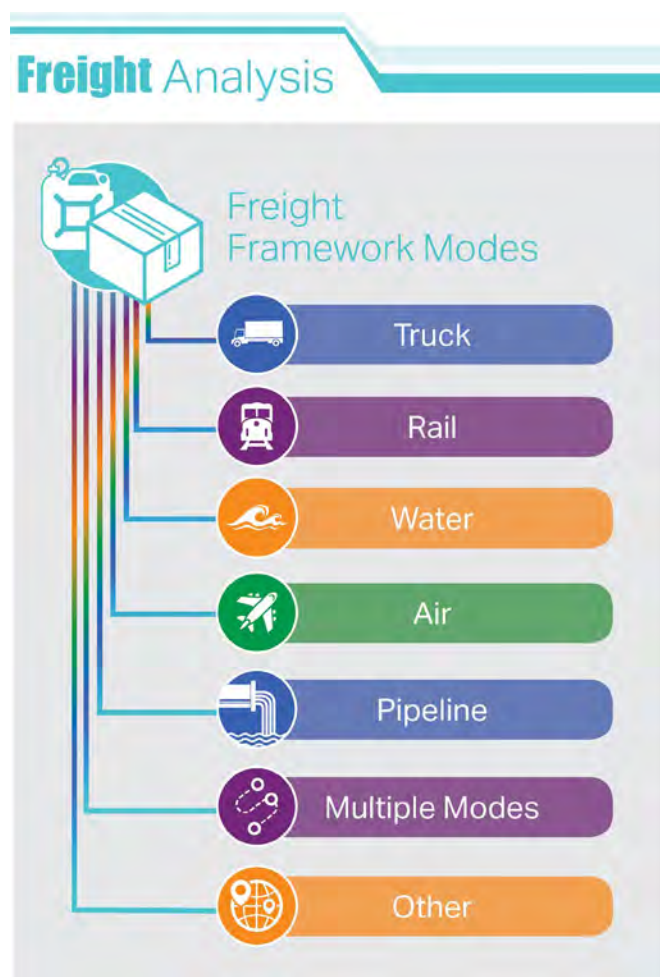 Freight Analysis
Freight
Framework Modes
Truck
Rail
Water
Air
Pipeline
Multiple Modes
Other